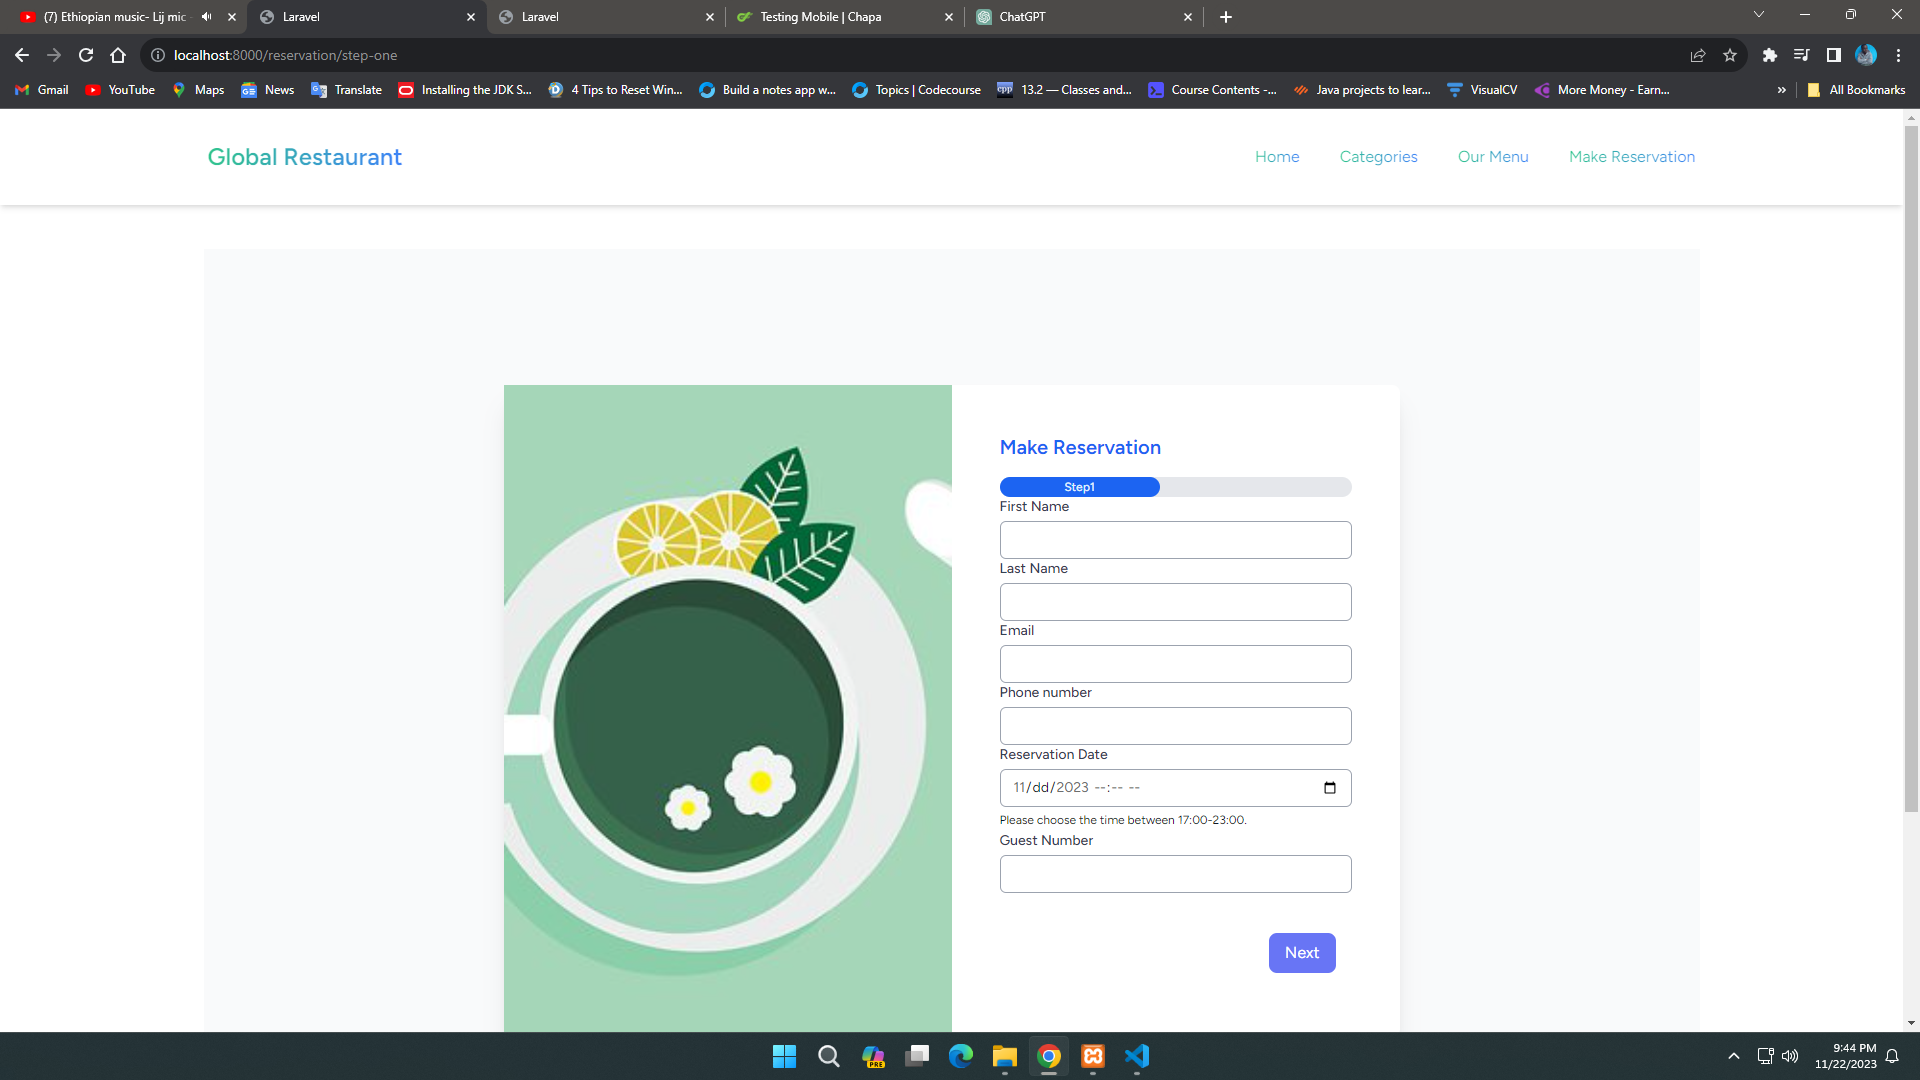 (7) Ethiopian music- Lij mic
Laravel
Laravel
Testing Mobile | Chapa
ChatGPT
localhost:8000/reservation/step-one
Gmail
YouTube
Maps
News
Translate
Installing the JDK S...
4 Tips to Reset Win...
Build a notes app w...
Topics | Codecourse
13.2 — Classes and...
Course Contents -...
Java projects to lear...
VisualCV
More Money - Earn...
»
All Bookmarks
Global Restaurant
Home
Categories
Our Menu
Make Reservation
Make Reservation
Step1
First Name
Last Name
Email
Phone number
Reservation Date
11/dd/2023 --:-- --
Please choose the time between 17:00-23:00.
Guest Number
Next
PRE
9:44 PM
11/22/2023